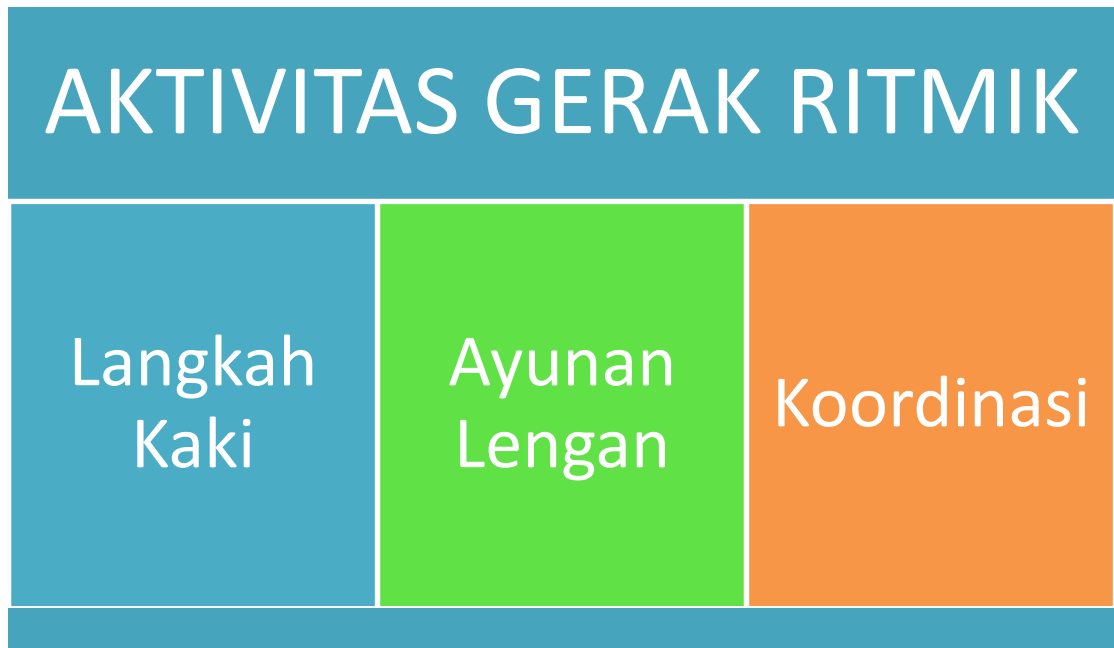 AKTIVITAS GERAK RITMIK
Langkah
Kaki
Ayunan
Lengan
Koordinasi